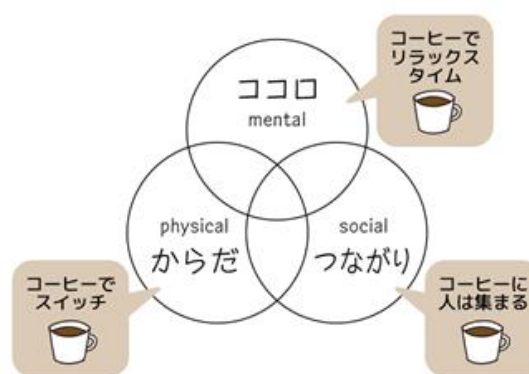 コーヒーで
リラックス
タイム
ココロ
mental
physical
からだ
social
つながり
コーヒーで
スイッチ
コーヒーに
人は集まる